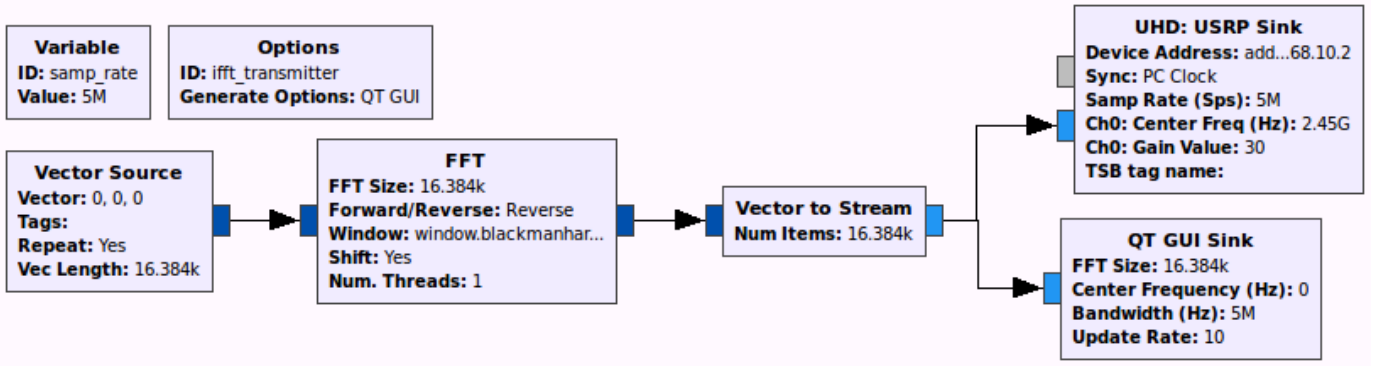 Variable
ID: samp_rate
Value: 5M
Options
ID: ifft_transmitter
Generate Options: QT GUI
Vector Source
Vector: 0, 0, 0
Tags:
Repeat: Yes
Vec Length: 16.384k
FFT
FFT Size: 16.384k
Forward/Reverse: Reverse
Window: window.blackmanhar...
Shift: Yes
Num. Threads: 1
Vector to Stream
Num Items: 16.384k
UHD: USRP Sink
Device Address: add...68.10.2
Sync: PC Clock
Samp Rate (Sps): 5M
Ch0: Center Freq (Hz): 2.45G
Ch0: Gain Value: 30
TSB tag name:
QT GUI Sink
FFT Size: 16.384k
Center Frequency (Hz): 0
Bandwidth (Hz): 5M
Update Rate: 10